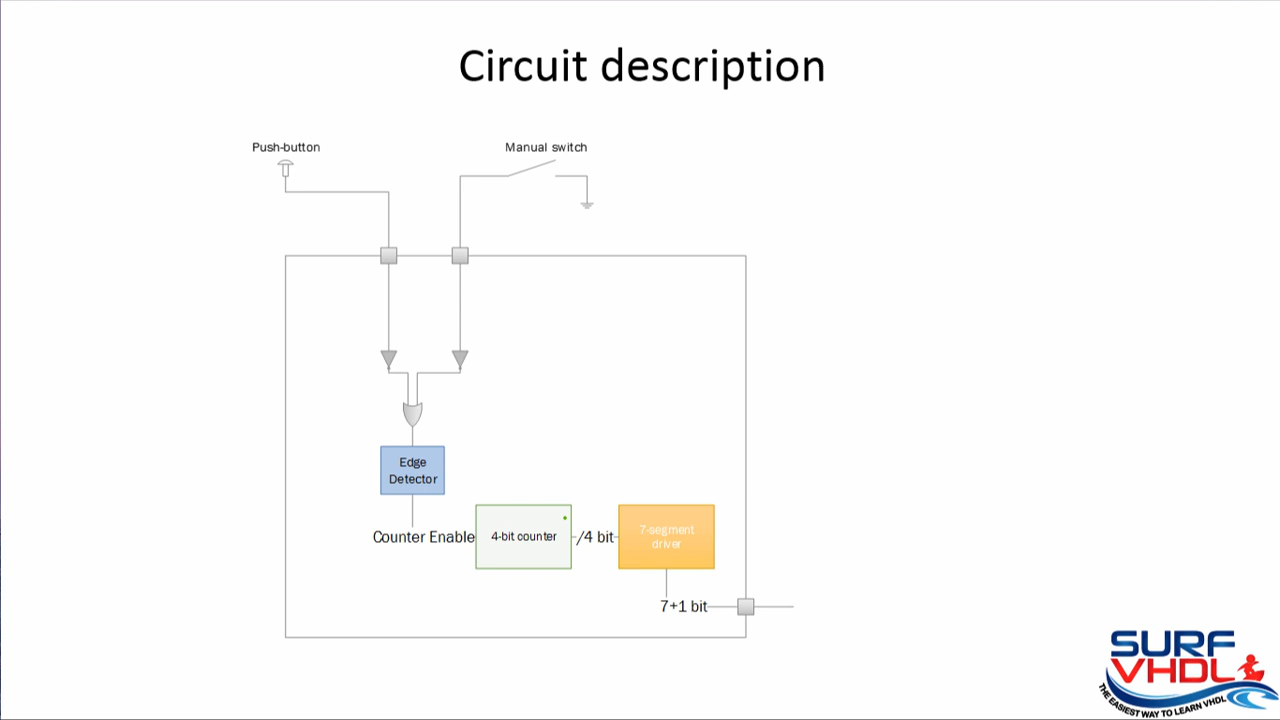 Circuit description
Push-button
Manual switch
Edge
Detector
Counter Enable
4-bit counter
/4 bit
7-segment
driver
7+1 bit
SURF
VHDL
THE EASIEST WAY TO LEARN VHDL